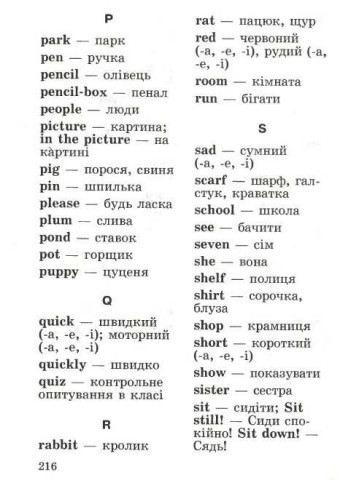 P
park — парк
pen — ручка
pencil — олівець
pencil-box — пенал
people — люди
picture — картина;
in the picture — на
картині
pig — порося, свиня
pin — шпилька
please — будь ласка
plum — слива
pond — ставок
pot — горщик
puppy — цуценя
Q
quick — швидкий
(-а, -е, -і); моторний
(-а, -е, -і)
quickly — швидко
quiz — контрольне
опитування в класі
R
rabbit — кролик
rat — пацюк, щур
red — червоний
(-а, -е, -і), рудий (-а,
-е, -і)
room — кімната
run — бігати
S
sad — сумний
(-а, -е, -і)
scarf — шарф, гал-
стук, краватка
school — школа
see — бачити
seven — сім
she — вона
shelf — полиця
shirt — сорочка,
блуза
shop — крамниця
short — короткий
(-а, -е, -і)
show — показувати
sister — сестра
sit — сидіти; Sit
still! — Сиди спо-
кійно! Sit down! —
Сядь!
216